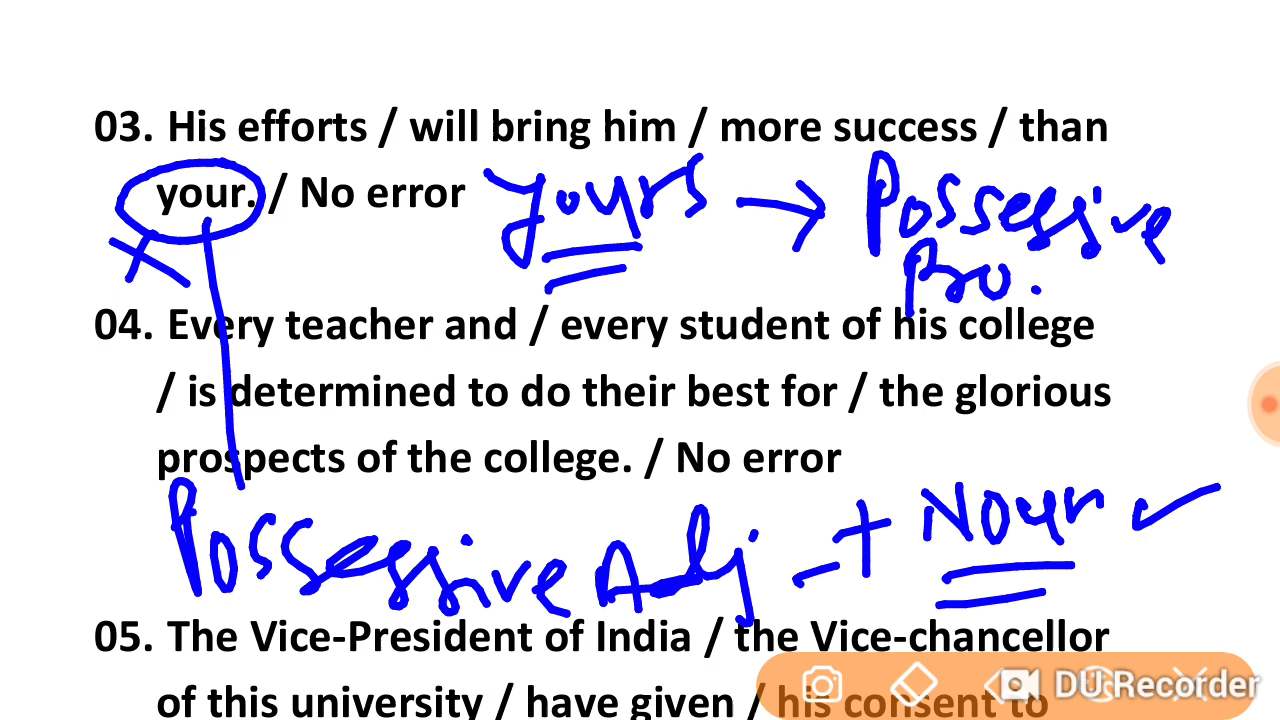 03. His efforts / will bring him / more success / than
your. / No error yours → Possessive
Pro.
04. Every teacher and / every student of his college
/ is determined to do their best for / the glorious
prospects of the college. / No error
Possessive Adj - + Noun ✓
05. The Vice-President of India / the Vice-chancellor
of this university / have given / his consent to
DU Recorder